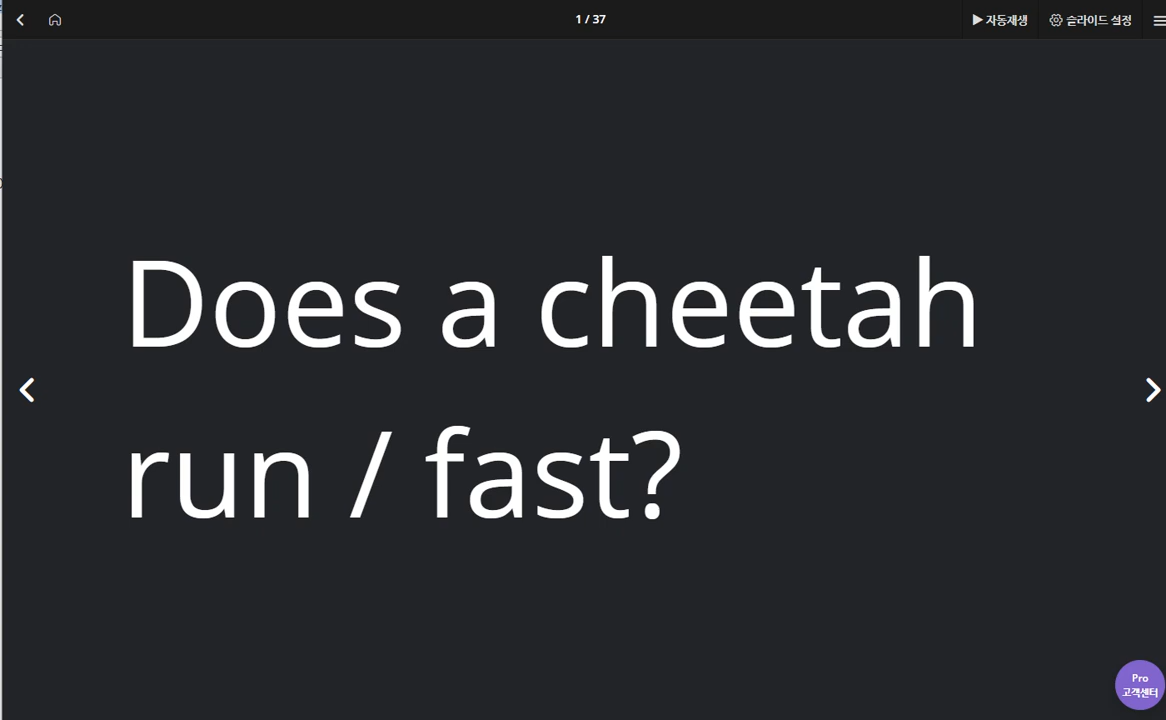 1 / 37
자동재생
슬라이드 설정
Does a cheetah
run / fast?
Pro
고객센터